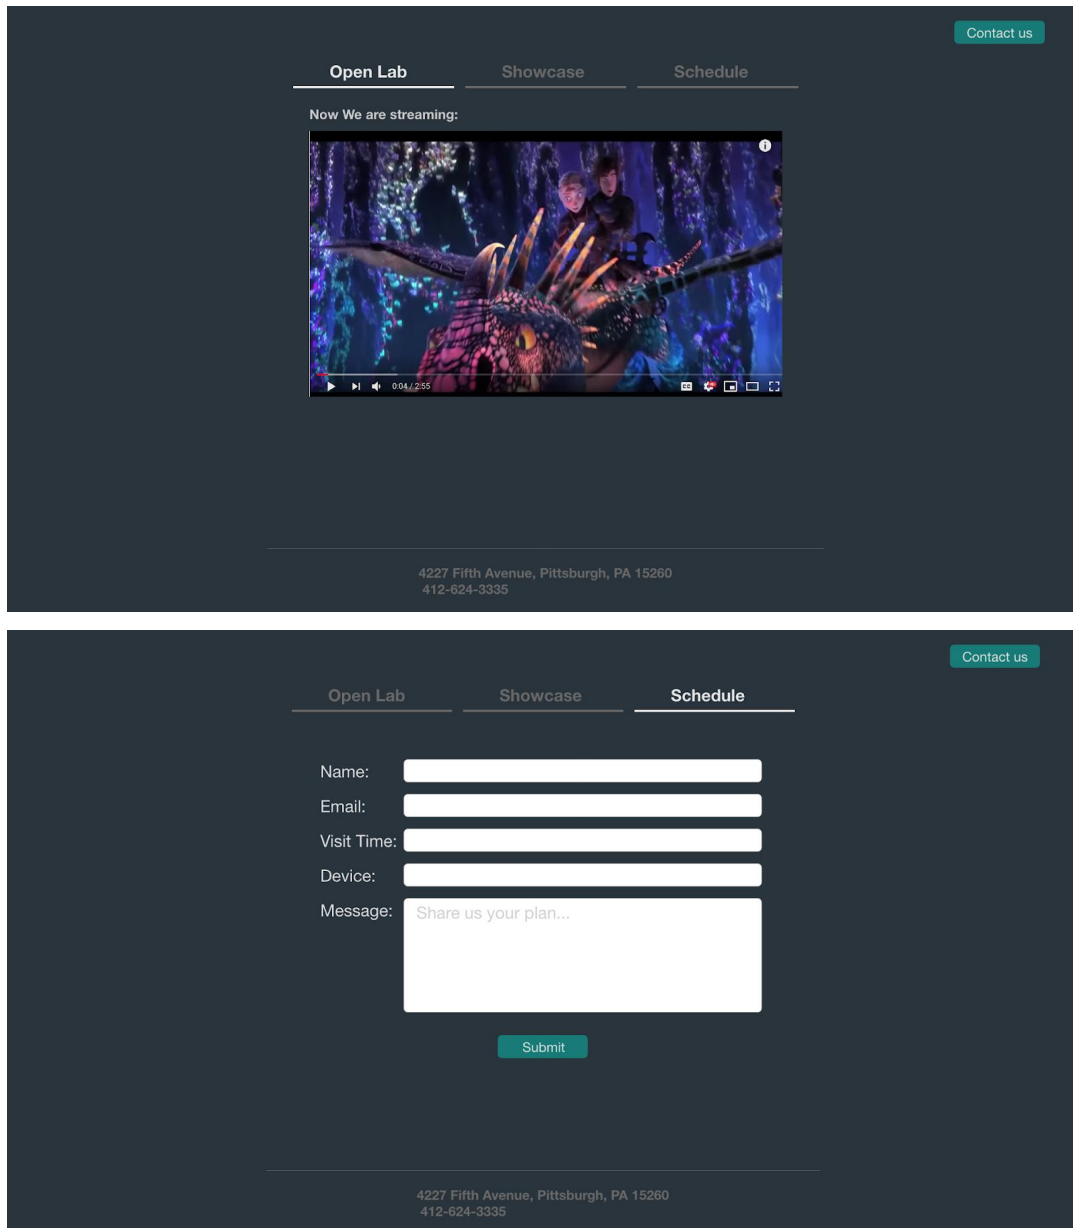 Contact us
Open Lab Showcase Schedule
Now We are streaming:
i
0:04 / 2:55
CC
4227 Fifth Avenue, Pittsburgh, PA 15260
412-624-3335
Contact us
Open Lab Showcase Schedule
Name:
Email:
Visit Time:
Device:
Message: Share us your plan...
Submit
4227 Fifth Avenue, Pittsburgh, PA 15260
412-624-3335